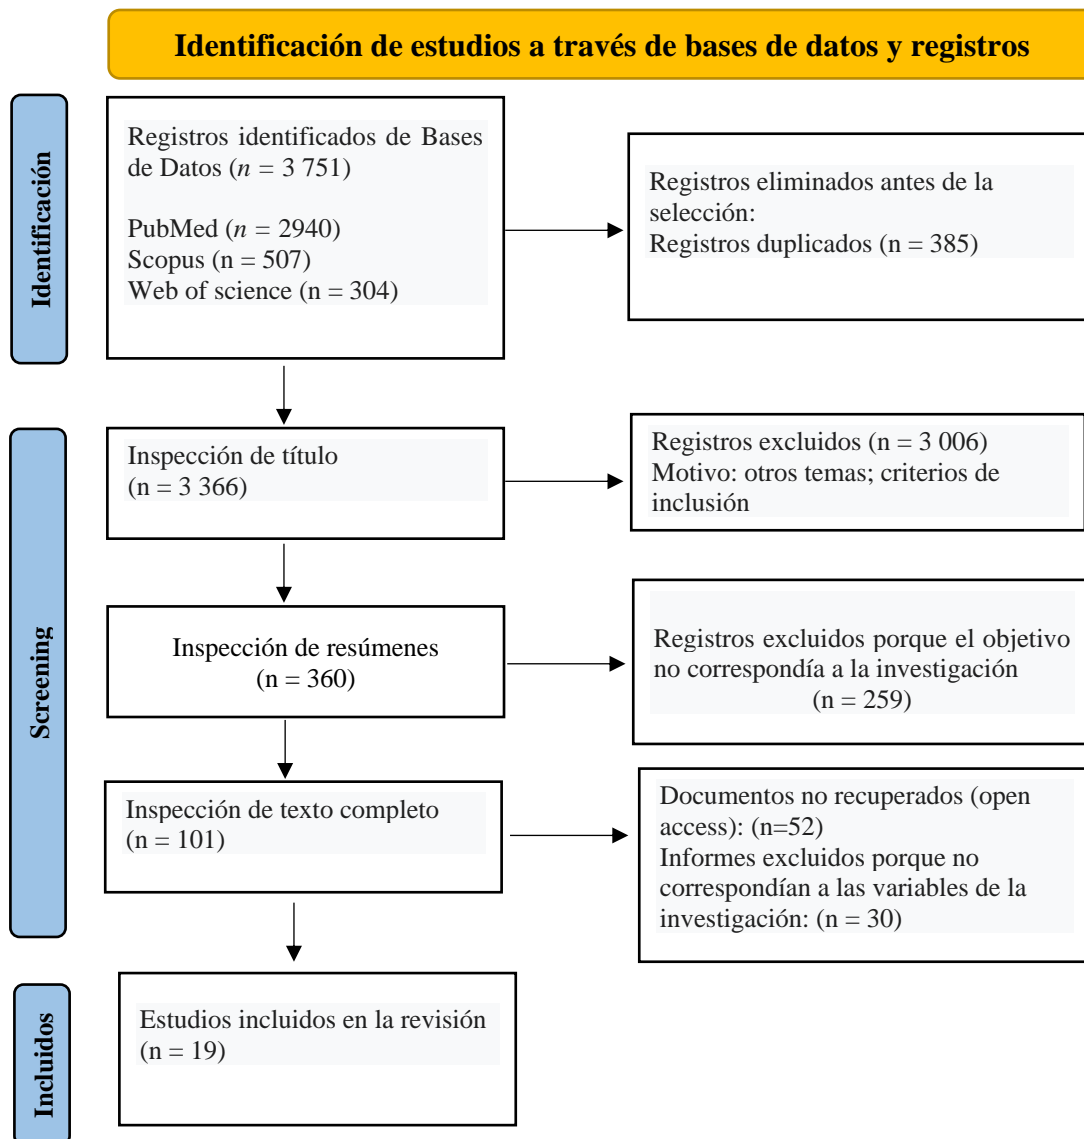 Identificación de estudios a través de bases de datos y registros
Identificación
Registros identificados de Bases
de Datos (n = 3 751)
PubMed (n = 2940)
Scopus (n = 507)
Web of science (n = 304)
Registros eliminados antes de la
selección:
Registros duplicados (n = 385)
Screening
Inspección de título
(n = 3 366)
Registros excluidos (n = 3 006)
Motivo: otros temas; criterios de
inclusión
Inspección de resúmenes
(n = 360)
Registros excluidos porque el objetivo
no correspondía a la investigación
(n = 259)
Inspección de texto completo
(n = 101)
Documentos no recuperados (open
access): (n=52)
Informes excluidos porque no
correspondían a las variables de la
investigación: (n = 30)
Incluidos
Estudios incluidos en la revisión
(n = 19)